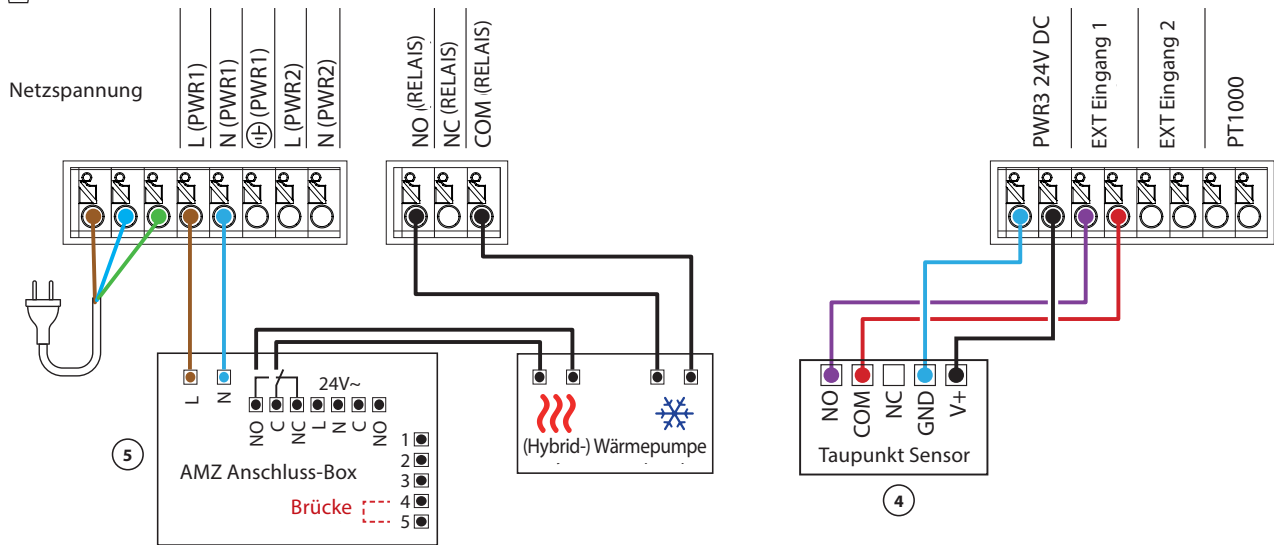 Netzspannung
L (PWR1)
N (PWR1)
(PWR1)
L (PWR2)
N (PWR2)
NO (RELAIS)
NC (RELAIS)
COM (RELAIS)
PWR3 24V DC
EXT Eingang 1
EXT Eingang 2
PT1000
L
N
24V~
NO
C
NC
L
N
C
NO
1
2
3
4
5
AMZ Anschluss-Box
Brücke
5
(Hybrid-) Wärmepumpe
NO
COM
NC
GND
V+
Taupunkt Sensor
4